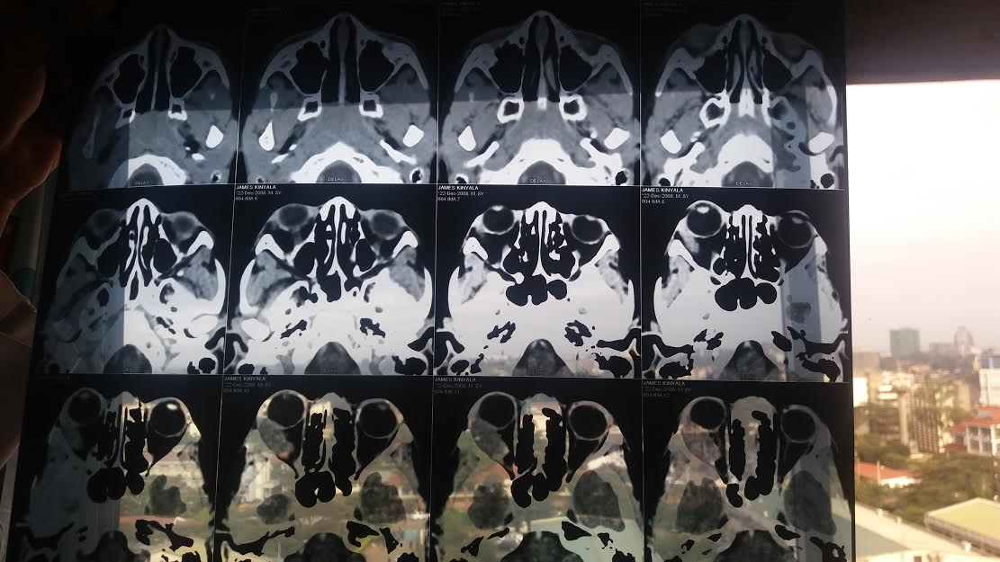 DELAY
DELAY
DELAY
DELAY
JAMES KINYALA
*22-Dec-2008, M, 8Y
604 IMA 6
JAMES KINYALA
*22-Dec-2008, M, 8Y
604 IMA 7
JAMES KINYALA
*22-Dec-2008, M, 8Y
604 IMA 8
DELAY
DELAY
DELAY
JAMES KINYALA
*22-Dec-2008, M, 8Y
604 IMA 10
JAMES KINYALA
*22-Dec-2008, M, 8Y
604 IMA 11
JAMES KINYALA
*22-Dec-2008, M, 8Y
604 IMA 12